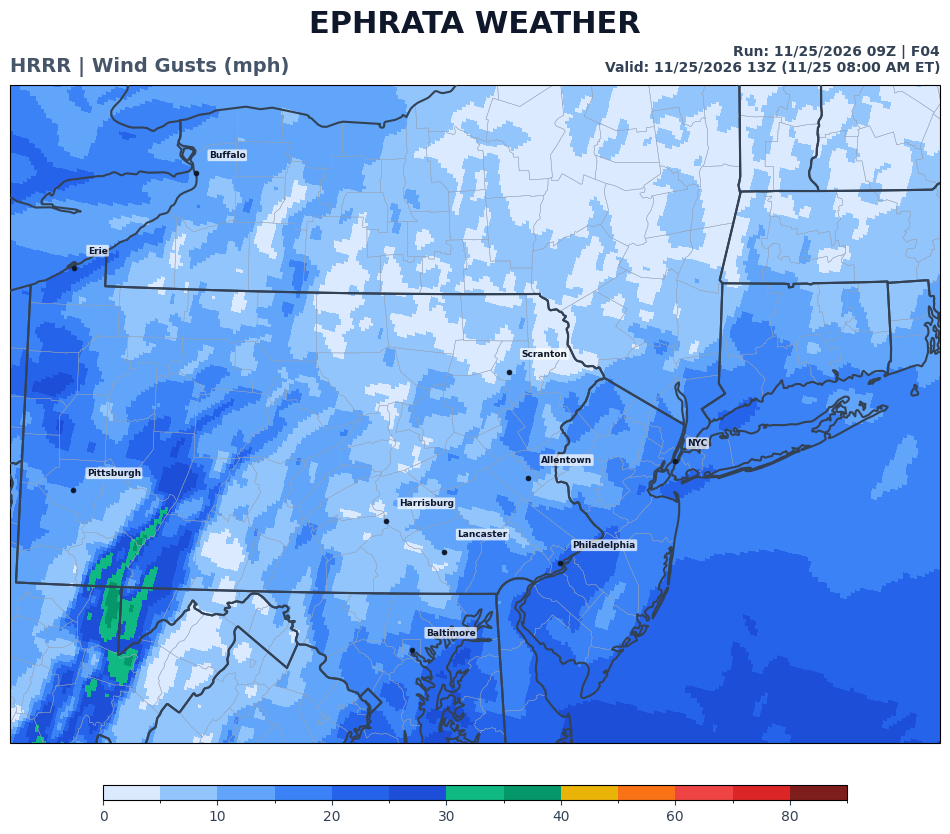 EPHRATA WEATHER
HRRR | Wind Gusts (mph)
Run: 11/25/2026 09Z | F04
Valid: 11/25/2026 13Z (11/25 08:00 AM ET)
Buffalo
Erie
Scranton
NYC
Allentown
Pittsburgh
Harrisburg
Lancaster
Philadelphia
Baltimore
0 10 20 30 40 50 60 70 80